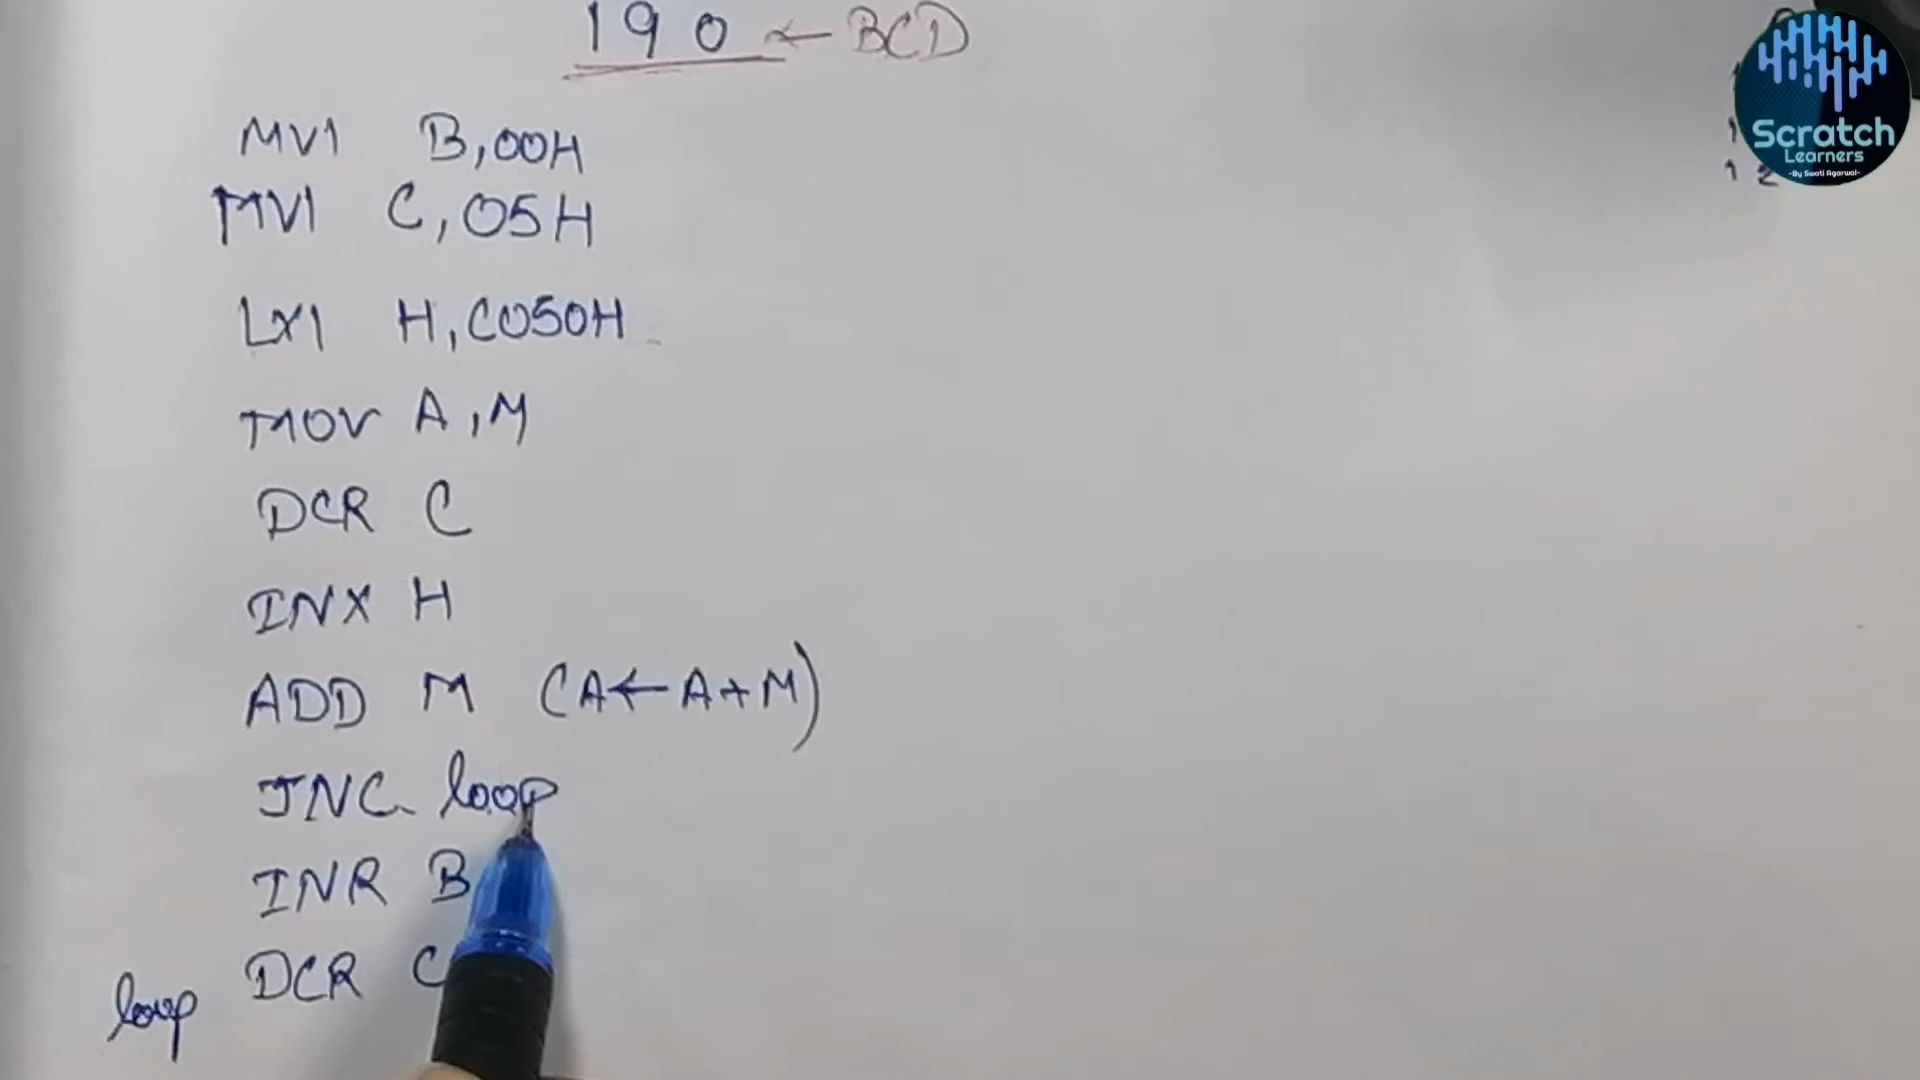 190 ← BCD
MVI B,00H
MVI C,05H
LXI H,C050H
MOV A,M
DCR C
INX H
ADD M (A←A+M)
JNC loop
INR B
loop DCR C
Scratch
Learners
-By Swati Agarwal-
12